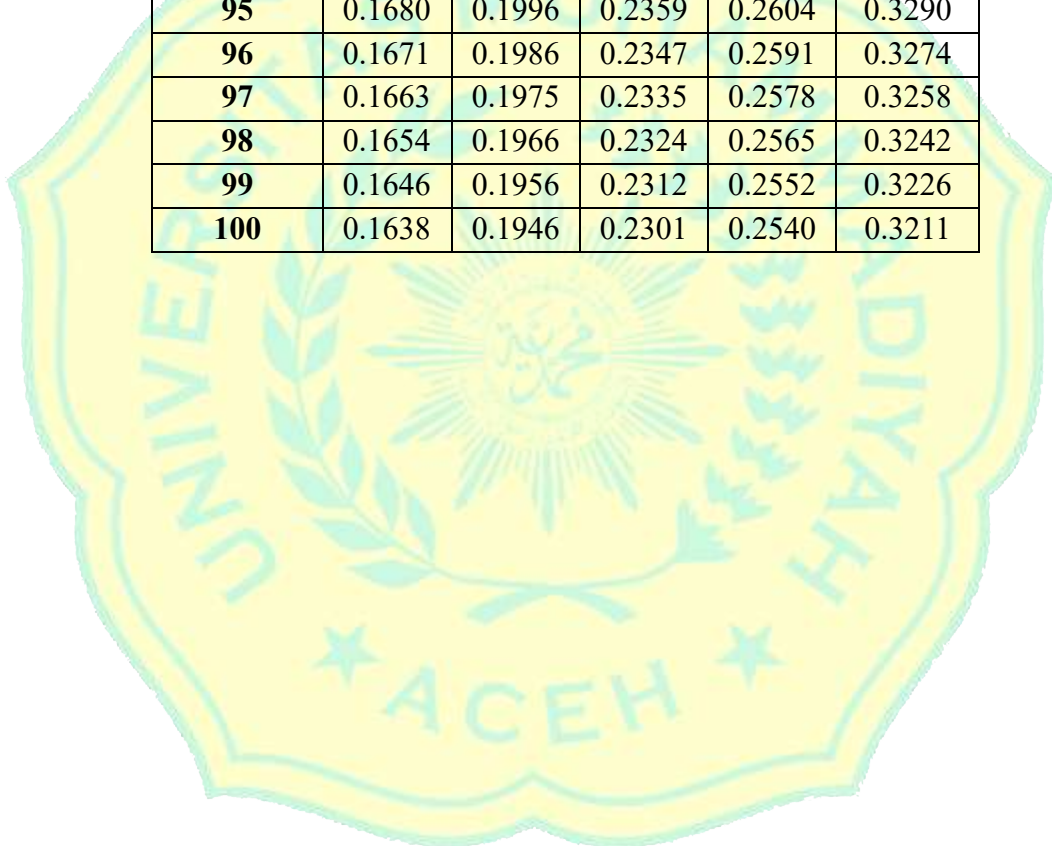 95 0.1680 0.1996 0.2359 0.2604 0.3290
96 0.1671 0.1986 0.2347 0.2591 0.3274
97 0.1663 0.1975 0.2335 0.2578 0.3258
98 0.1654 0.1966 0.2324 0.2565 0.3242
99 0.1646 0.1956 0.2312 0.2552 0.3226
100 0.1638 0.1946 0.2301 0.2540 0.3211
UNIVERSITAS MUHAMMADIYAH
محمد
ACEH